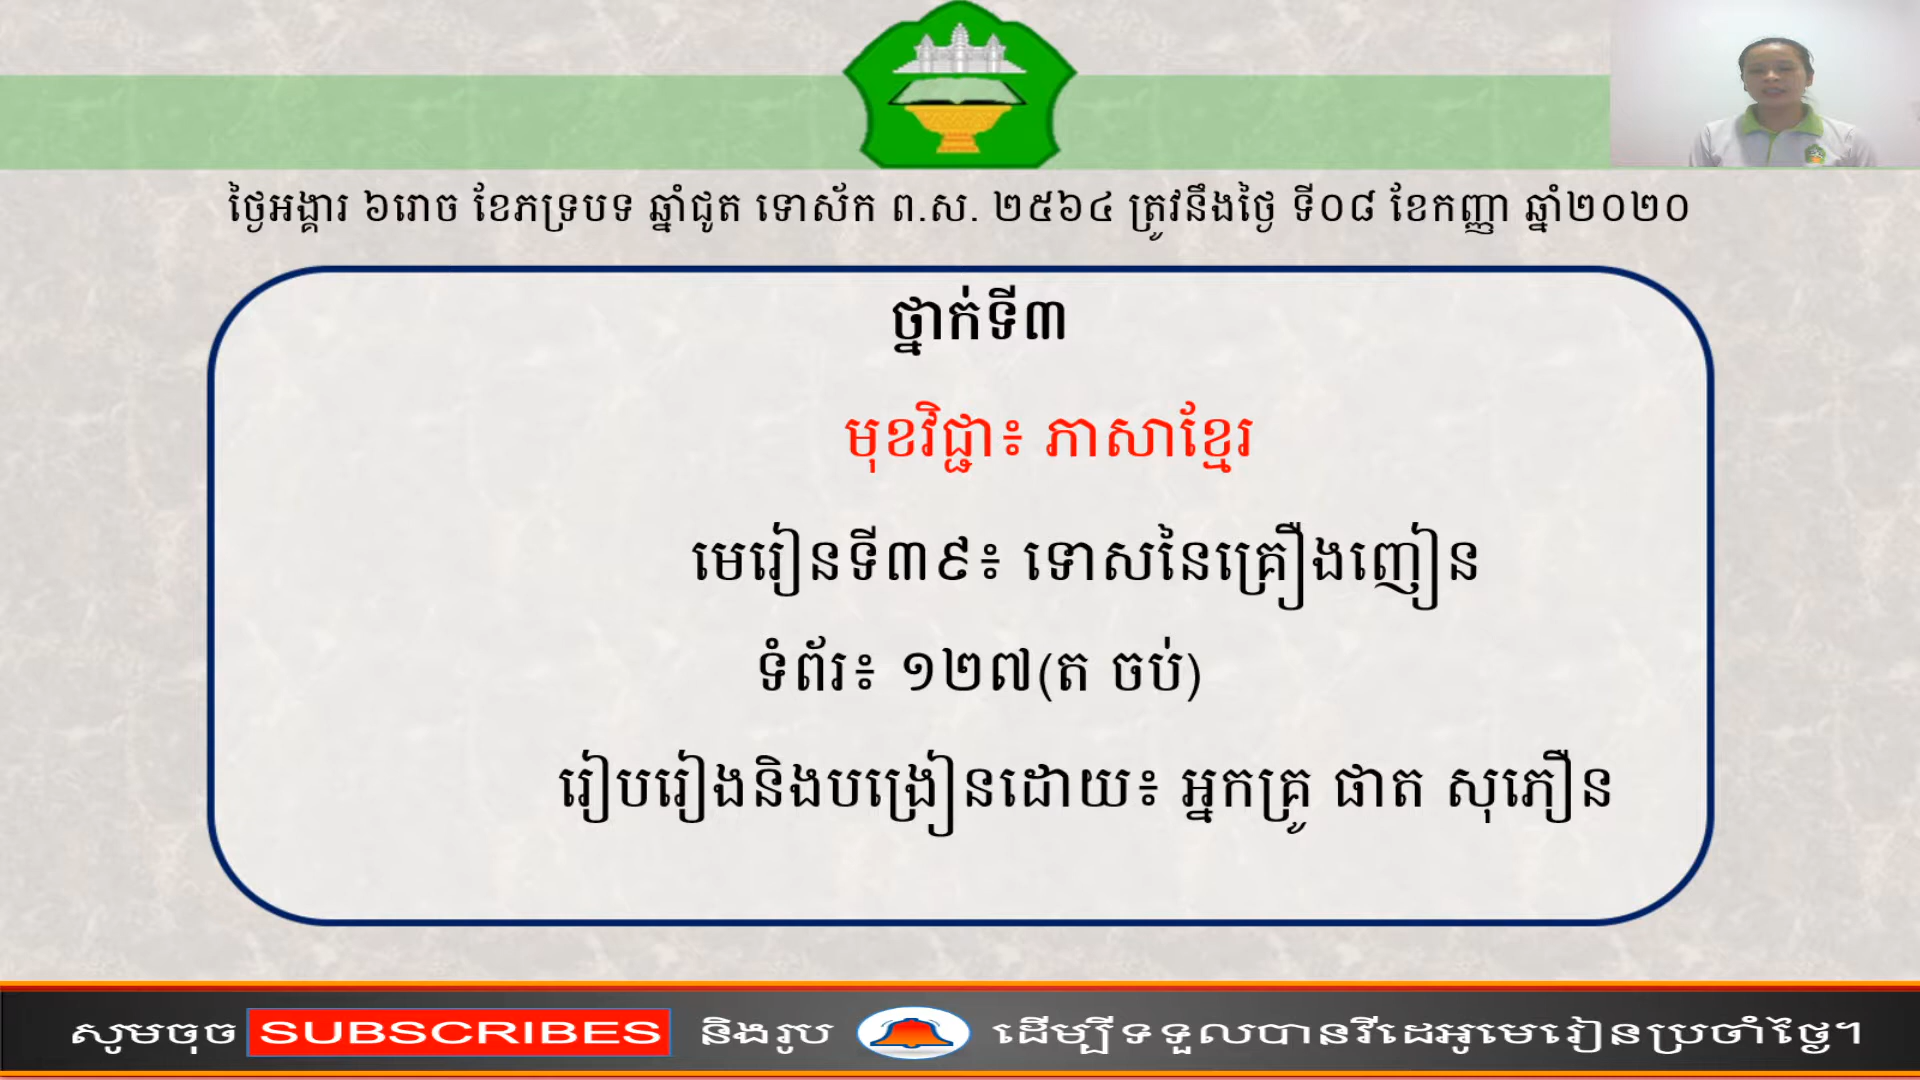 ថ្ងៃអង្គារ ៦រោច ខែភទ្របទ ឆ្នាំជូត ទោស័ក ព.ស. ២៥៦៤ ត្រូវនឹងថ្ងៃ ទី០៨ ខែកញ្ញា ឆ្នាំ២០២០
ថ្នាក់ទី៣
មុខវិជ្ជា៖ ភាសាខ្មែរ
មេរៀនទី៣៩៖ ទោសនៃគ្រឿងញៀន
ទំព័រ៖ ១២៧(ត ចប់)
រៀបរៀងនិងបង្រៀនដោយ៖ អ្នកគ្រូ ផាត សុភឿន
សូមចុច SUBSCRIBES និងរូប ដើម្បីទទួលបានវីដេអូមេរៀនប្រចាំថ្ងៃ។